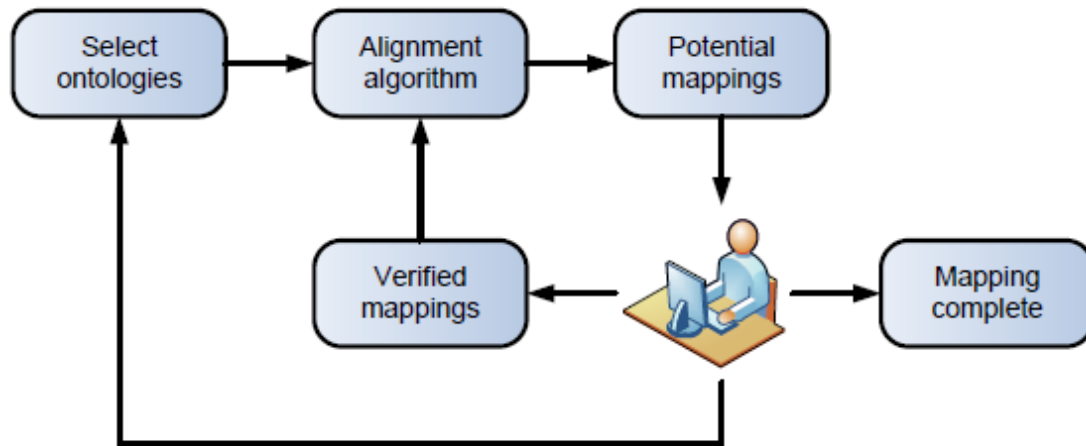 Select
ontologies
Alignment
algorithm
Potential
mappings
Verified
mappings
Mapping
complete